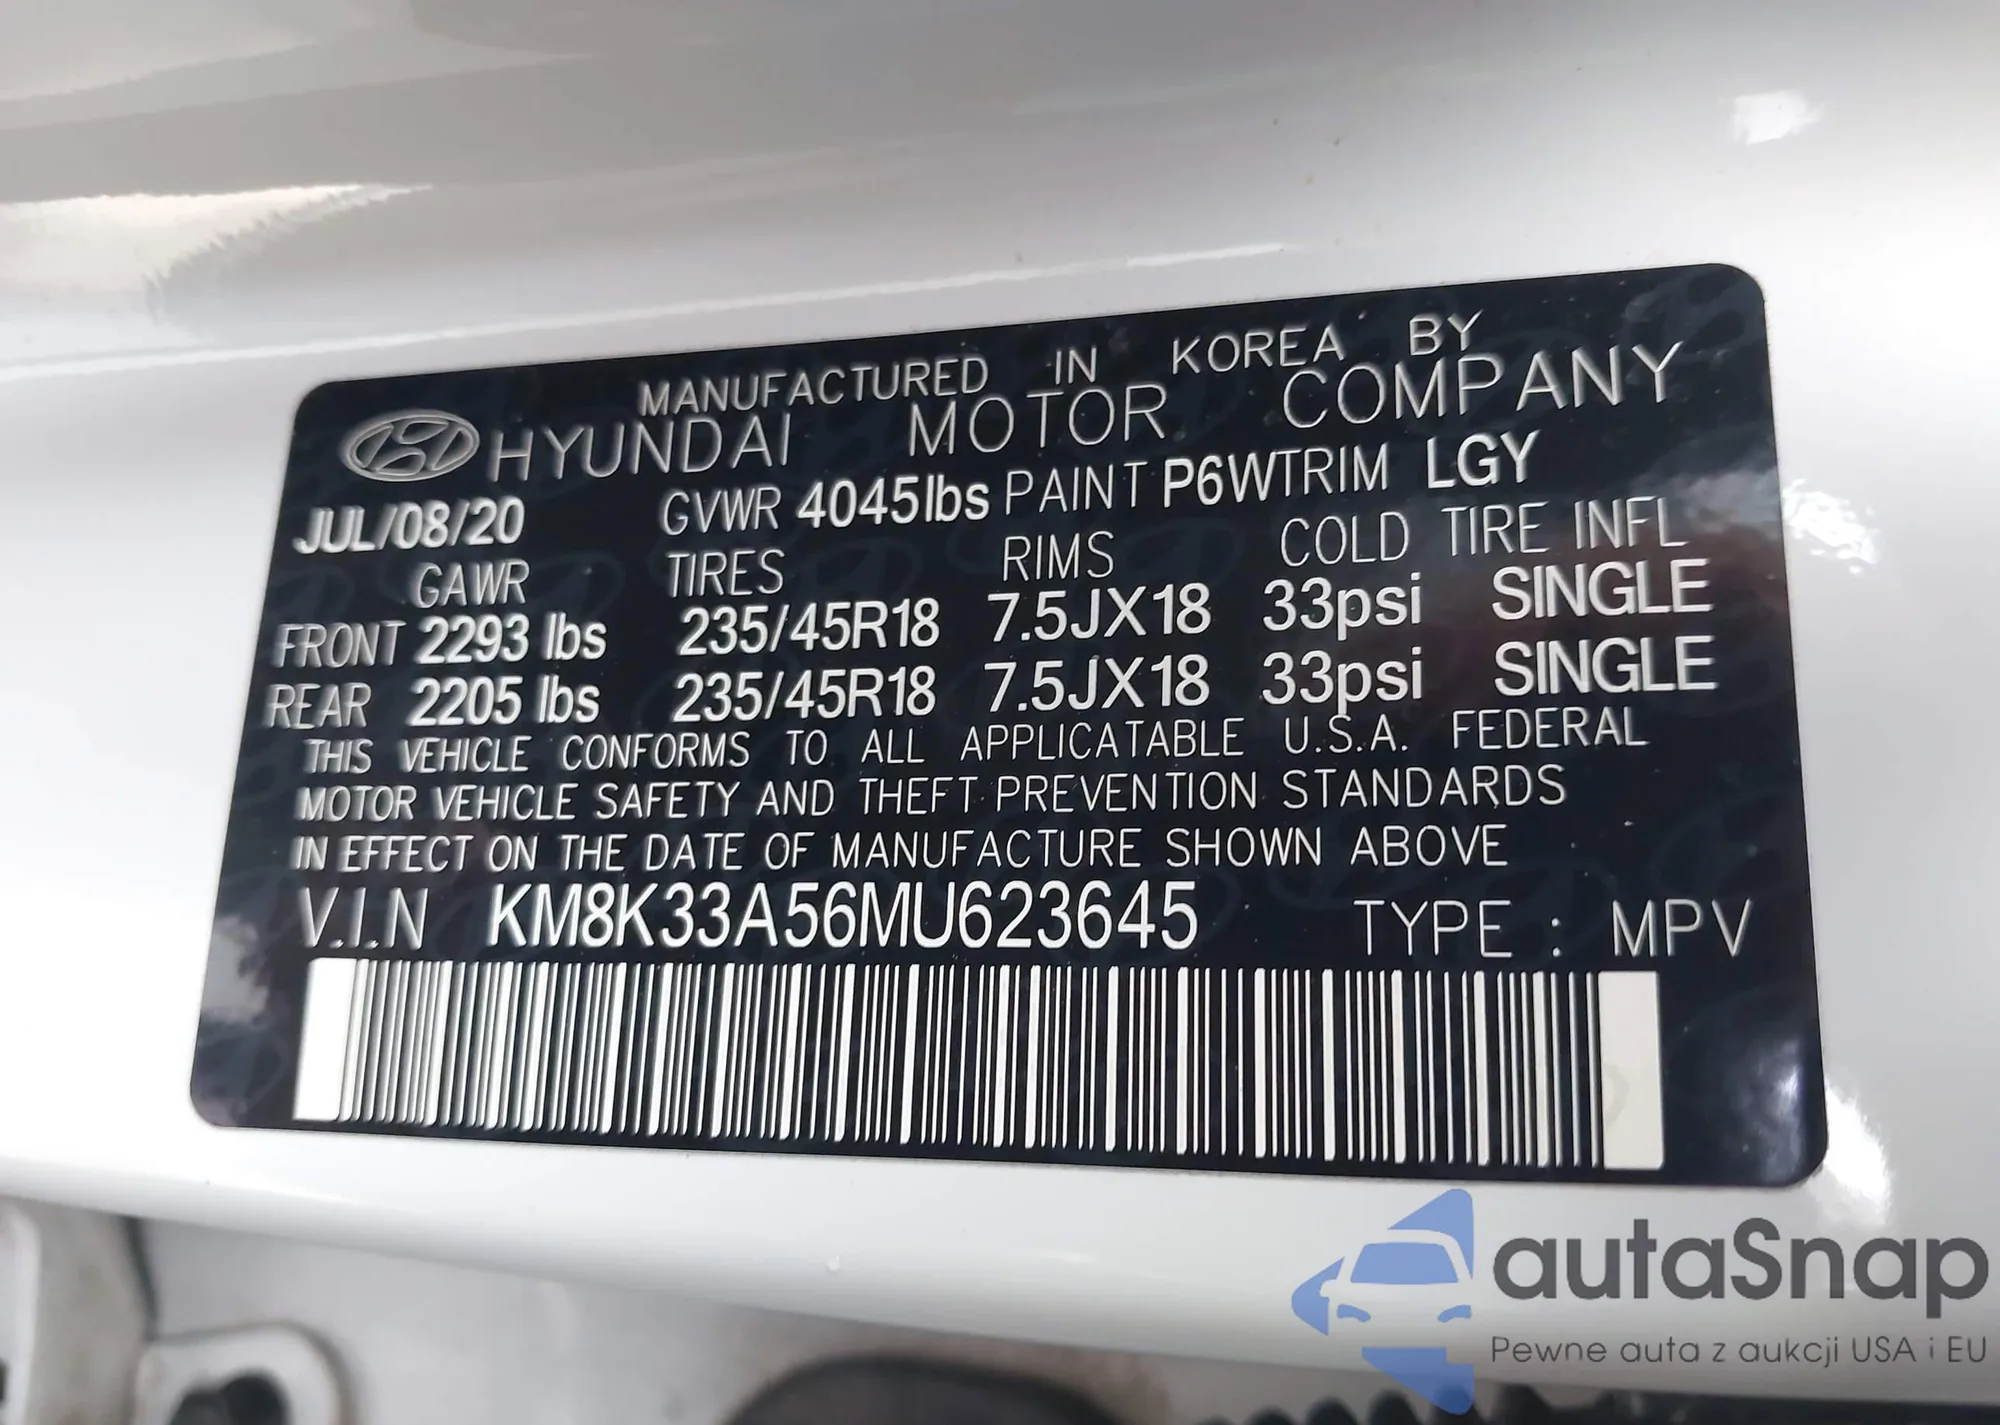 MANUFACTURED IN KOREA BY
HYUNDAI MOTOR COMPANY
JUL/08/20 GVWR 4045lbs PAINT P6W TRIM LGY
GAWR TIRES RIMS COLD TIRE INFL
FRONT 2293 lbs 235/45R18 7.5JX18 33psi SINGLE
REAR 2205 lbs 235/45R18 7.5JX18 33psi SINGLE
THIS VEHICLE CONFORMS TO ALL APPLICATABLE U.S.A. FEDERAL
MOTOR VEHICLE SAFETY AND THEFT PREVENTION STANDARDS
IN EFFECT ON THE DATE OF MANUFACTURE SHOWN ABOVE
V.I.N KM8K33A56MU623645 TYPE : MPV
autaSnap
Pewne auta z aukcji USA i EU